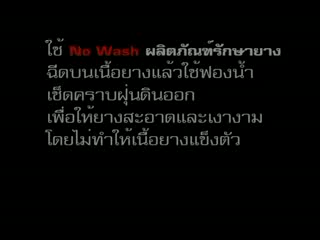 ใช้ No Wash ผลิตภัณฑ์รักษายาง
ฉีดบนเนื้อยางแล้วใช้ฟองน้ำ
เช็ดคราบฝุ่นดินออก
เพื่อให้ยางสะอาดและเงางาม
โดยไม่ทำให้เนื้อยางแข็งตัว